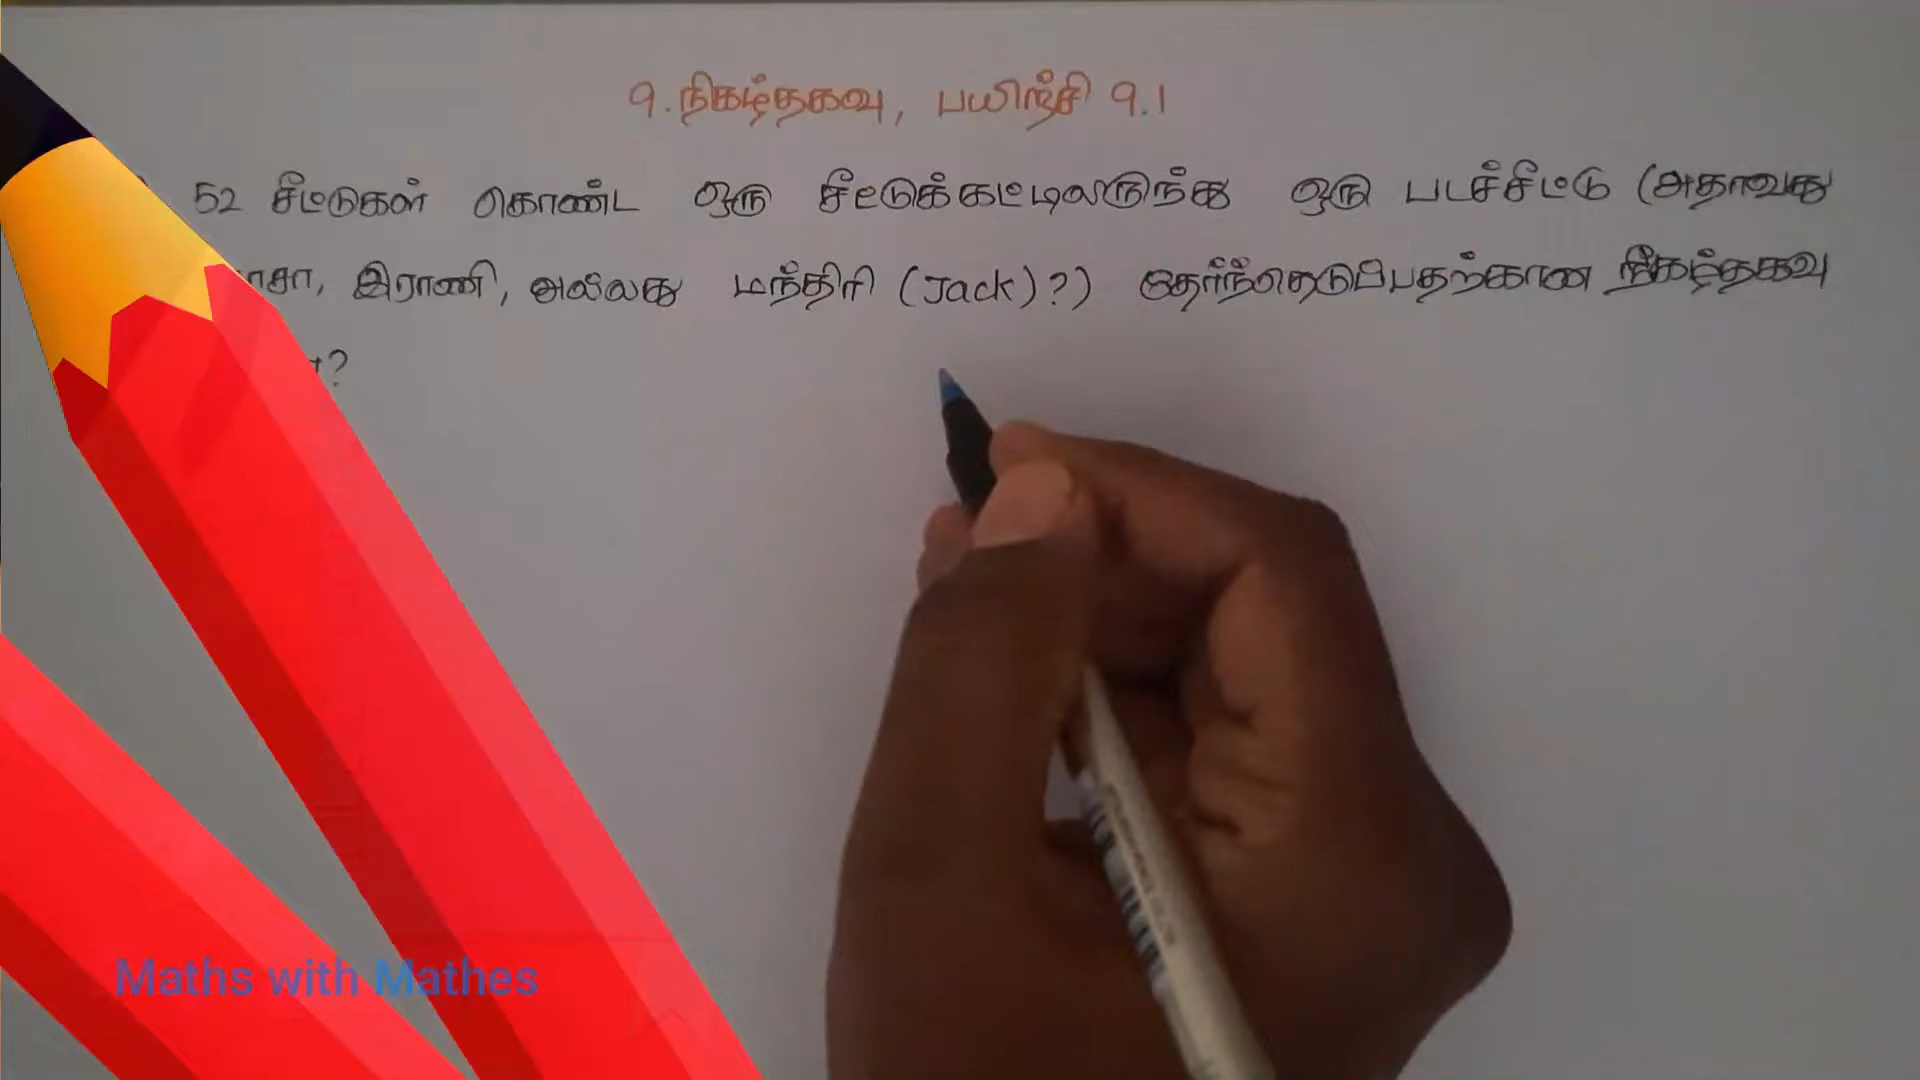 9. நிகழ்தகவு, பயிற்சி 9.1
52 சீட்டுகள் கொண்ட ஒரு சீட்டுக்கட்டிலிருந்து ஒரு படச்சீட்டு (அதாவது
இராணி, அல்லது மந்திரி (Jack)?) தேர்ந்தெடுப்பதற்கான நிகழ்தகவு
?
Maths with Mathes